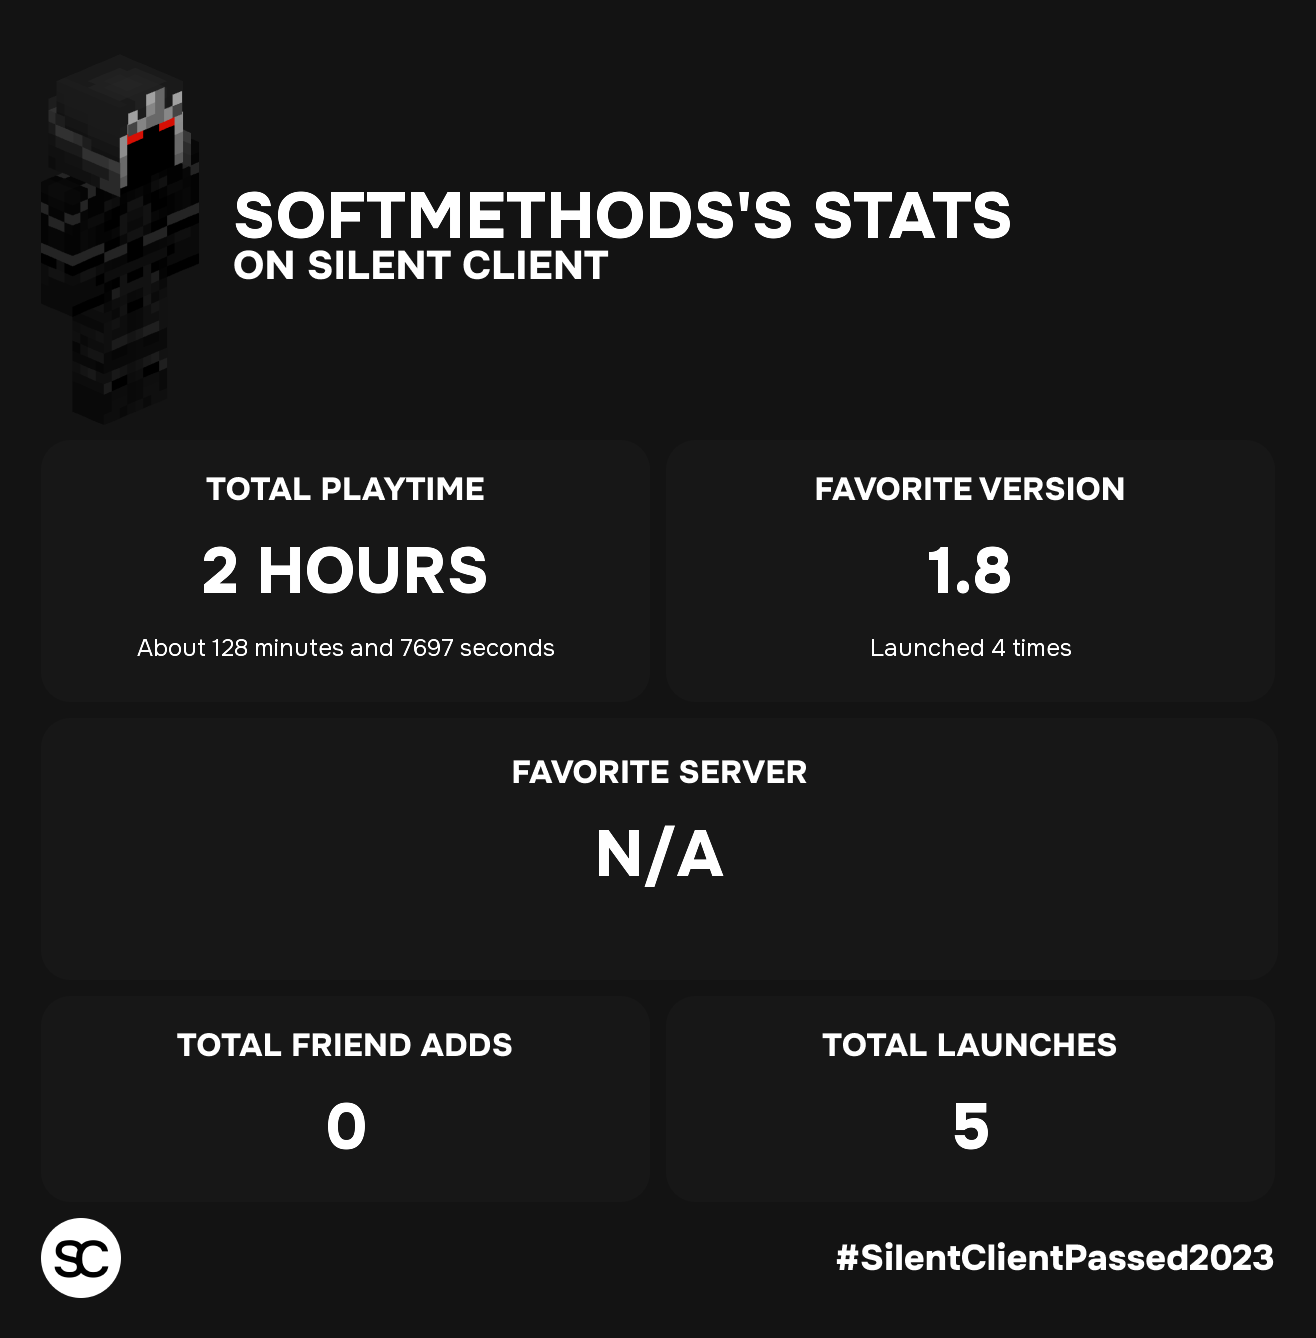 SOFTMETHODS'S STATS
ON SILENT CLIENT
TOTAL PLAYTIME
2 HOURS
About 128 minutes and 7697 seconds
FAVORITE VERSION
1.8
Launched 4 times
FAVORITE SERVER
N/A
TOTAL FRIEND ADDS
0
TOTAL LAUNCHES
5
SC
#SilentClientPassed2023